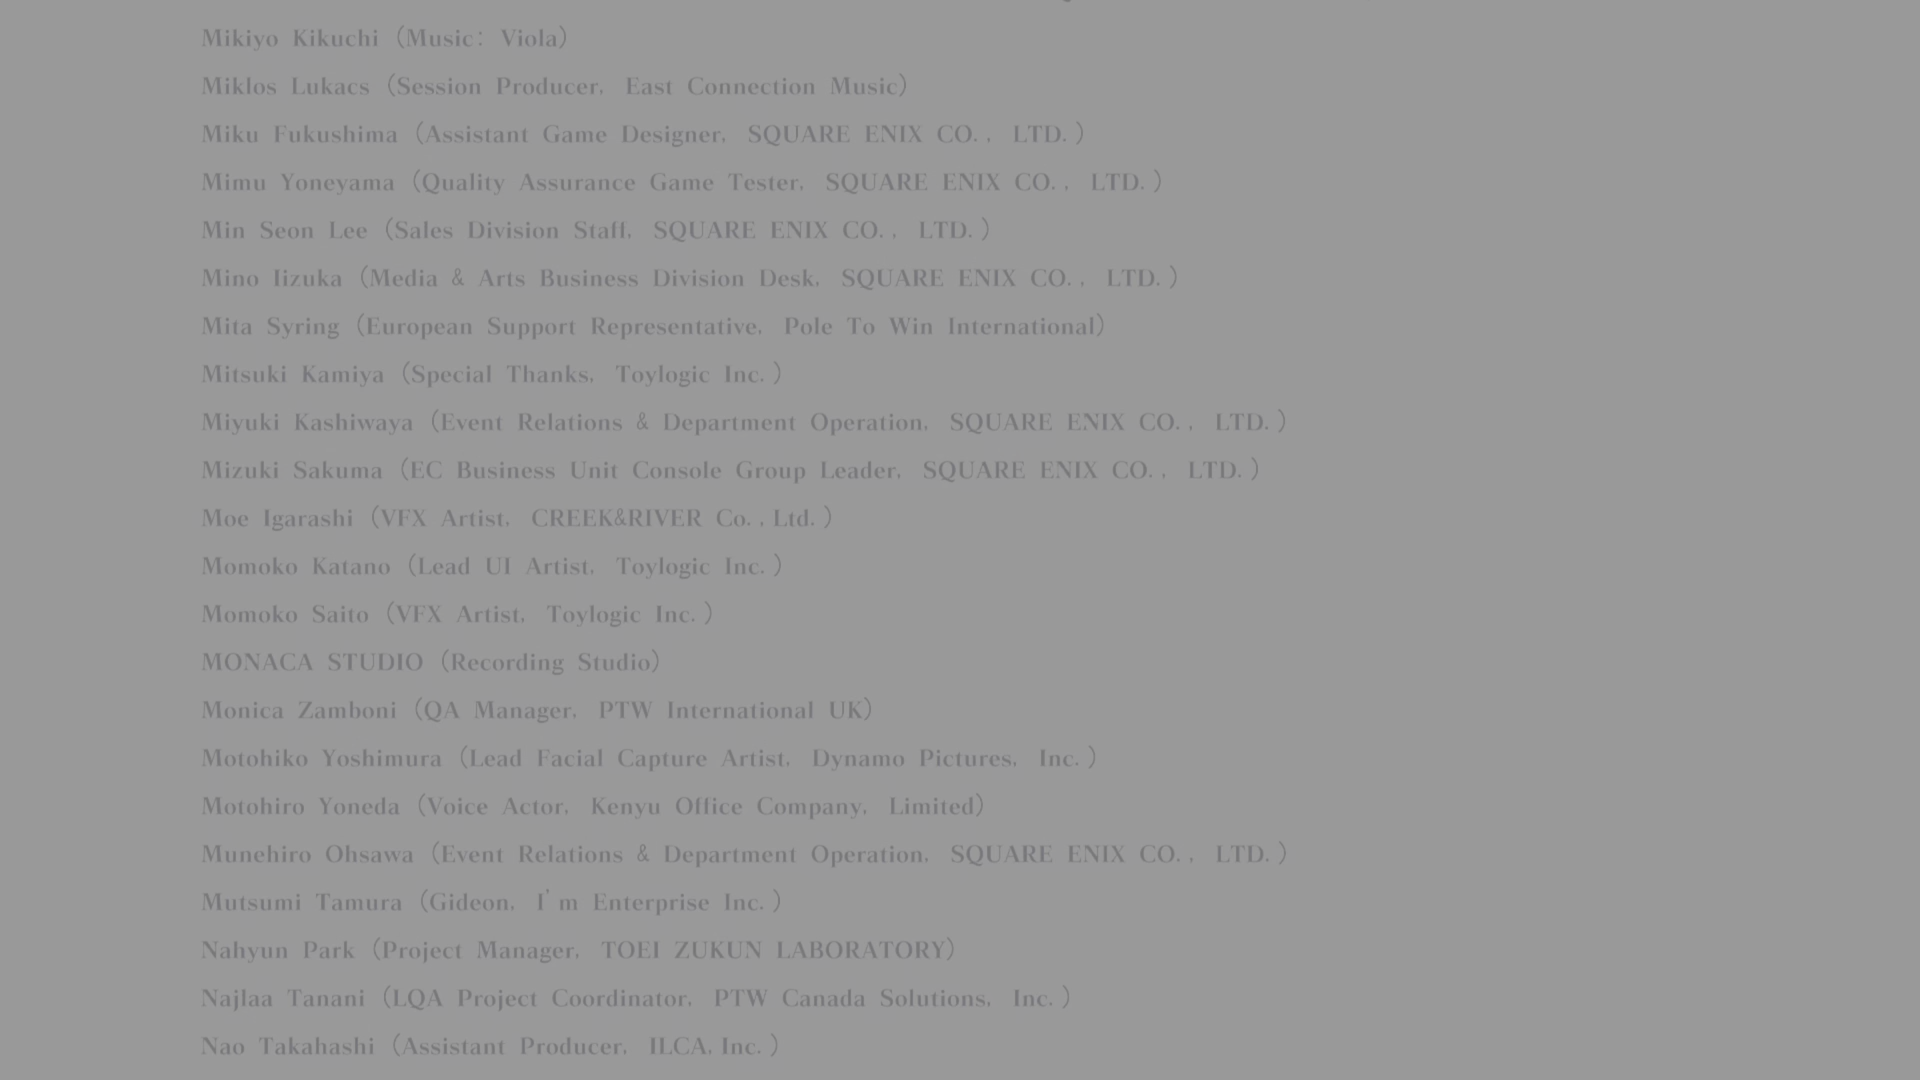 Mikiyo Kikuchi (Music: Viola)
Miklos Lukacs (Session Producer, East Connection Music)
Miku Fukushima (Assistant Game Designer, SQUARE ENIX CO., LTD.)
Mimu Yoneyama (Quality Assurance Game Tester, SQUARE ENIX CO., LTD.)
Min Seon Lee (Sales Division Staff, SQUARE ENIX CO., LTD.)
Mino Iizuka (Media & Arts Business Division Desk, SQUARE ENIX CO., LTD.)
Mita Syring (European Support Representative, Pole To Win International)
Mitsuki Kamiya (Special Thanks, Toylogic Inc.)
Miyuki Kashiwaya (Event Relations & Department Operation, SQUARE ENIX CO., LTD.)
Mizuki Sakuma (EC Business Unit Console Group Leader, SQUARE ENIX CO., LTD.)
Moe Igarashi (VFX Artist, CREEK&RIVER Co.,Ltd.)
Momoko Katano (Lead UI Artist, Toylogic Inc.)
Momoko Saito (VFX Artist, Toylogic Inc.)
MONACA STUDIO (Recording Studio)
Monica Zamboni (QA Manager, PTW International UK)
Motohiko Yoshimura (Lead Facial Capture Artist, Dynamo Pictures, Inc.)
Motohiro Yoneda (Voice Actor, Kenyu Office Company, Limited)
Munehiro Ohsawa (Event Relations & Department Operation, SQUARE ENIX CO., LTD.)
Mutsumi Tamura (Gideon, I'm Enterprise Inc.)
Nahyun Park (Project Manager, TOEI ZUKUN LABORATORY)
Najlaa Tanani (LQA Project Coordinator, PTW Canada Solutions, Inc.)
Nao Takahashi (Assistant Producer, ILCA,Inc.)